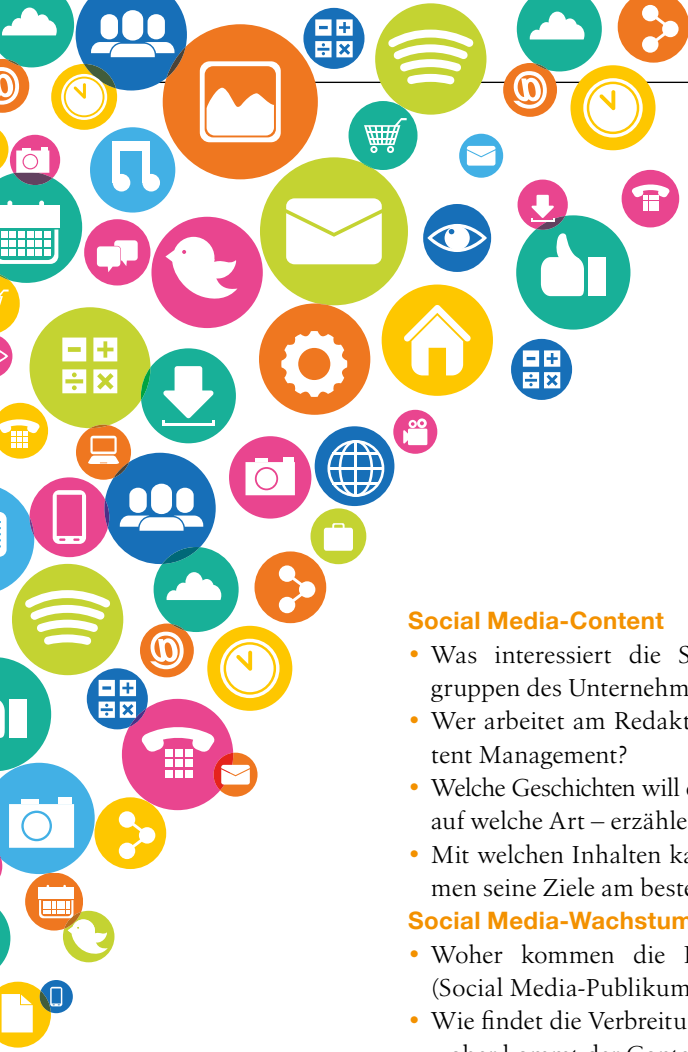 Social Media-Content
• Was interessiert die S
gruppen des Unternehm
• Wer arbeitet am Redakt
tent Management?
• Welche Geschichten will
auf welche Art – erzähle
• Mit welchen Inhalten ka
men seine Ziele am beste
Social Media-Wachstum
• Woher kommen die
(Social Media-Publikum
• Wie findet die Verbreitu